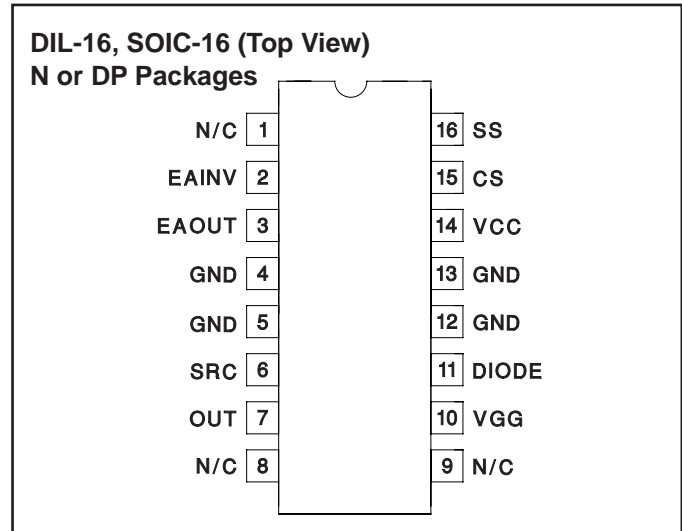 DIL-16, SOIC-16 (Top View)
N or DP Packages
N/C 1 16 SS
EAINV 2 15 CS
EAOUT 3 14 VCC
GND 4 13 GND
GND 5 12 GND
SRC 6 11 DIODE
OUT 7 10 VGG
N/C 8 9 N/C